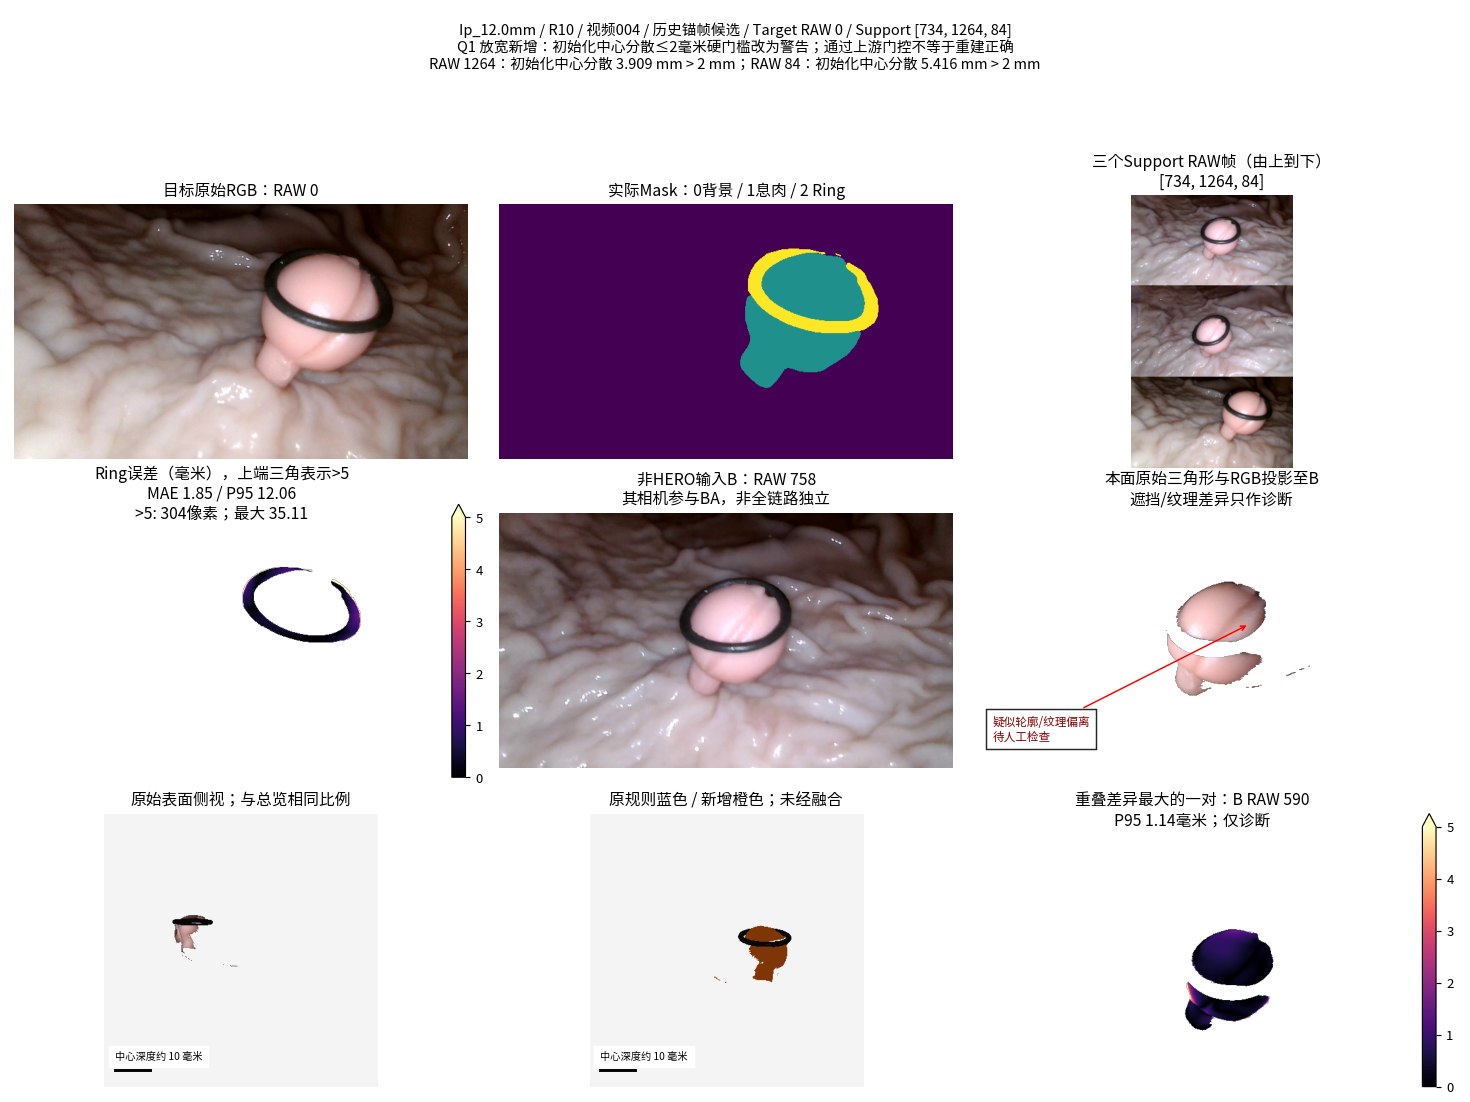 Ip_12.0mm / R10 / 视频004 / 历史锚帧候选 / Target RAW 0 / Support [734, 1264, 84]
Q1 放宽新增：初始化中心分散≤2毫米硬门槛改为警告；通过上游门控不等于重建正确
RAW 1264：初始化中心分散 3.909 mm > 2 mm；RAW 84：初始化中心分散 5.416 mm > 2 mm
目标原始RGB：RAW 0
实际Mask：0背景 / 1息肉 / 2 Ring
三个Support RAW帧（由上到下）
[734, 1264, 84]
Ring误差（毫米），上端三角表示>5
MAE 1.85 / P95 12.06
>5: 304像素；最大 35.11
5
4
3
2
1
0
非HERO输入B：RAW 758
其相机参与BA，非全链路独立
本面原始三角形与RGB投影至B
遮挡/纹理差异只作诊断
疑似轮廓/纹理偏离
待人工检查
原始表面侧视；与总览相同比例
中心深度约 10 毫米
原规则蓝色 / 新增橙色；未经融合
中心深度约 10 毫米
重叠差异最大的一对：B RAW 590
P95 1.14毫米；仅诊断
5
4
3
2
1
0